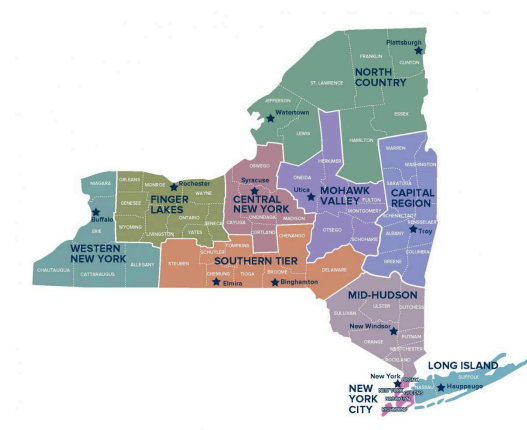 Plattsburgh
FRANKLIN
CLINTON
NORTH
COUNTRY
ST. LAWRENCE
JEFFERSON
Watertown
ESSEX
LEWIS
HAMILTON
WARREN
OSWEGO
HERKIMER
WASHINGTON
ONEIDA
NIAGARA
ORLEANS
MONROE
Rochester
WAYNE
Syracuse
Utica
MOHAWK
VALLEY
FULTON
SARATOGA
CAPITAL
REGION
GENESEE
FINGER
LAKES
ONTARIO
SENECA
CENTRAL
NEW YORK
CAYUGA
ONONDAGA
MADISON
MONTGOMERY
SCHENECTADY
RENSSELAER
Buffalo
ERIE
WYOMING
LIVINGSTON
YATES
CORTLAND
OTSEGO
SCHOHARIE
ALBANY
Troy
WESTERN
NEW YORK
TOMPKINS
CHENANGO
SCHUYLER
GREENE
COLUMBIA
CHAUTAUQUA
CATTARAUGUS
ALLEGANY
STEUBEN
SOUTHERN TIER
CHEMUNG
TIOGA
BROOME
DELAWARE
Elmira
Binghamton
MID-HUDSON
ULSTER
DUTCHESS
SULLIVAN
New Windsor
ORANGE
PUTNAM
WESTCHESTER
ROCKLAND
LONG ISLAND
New York
BRONX
SUFFOLK
NEW
YORK
CITY
NEW YORK
QUEENS
NASSAU
Hauppauge